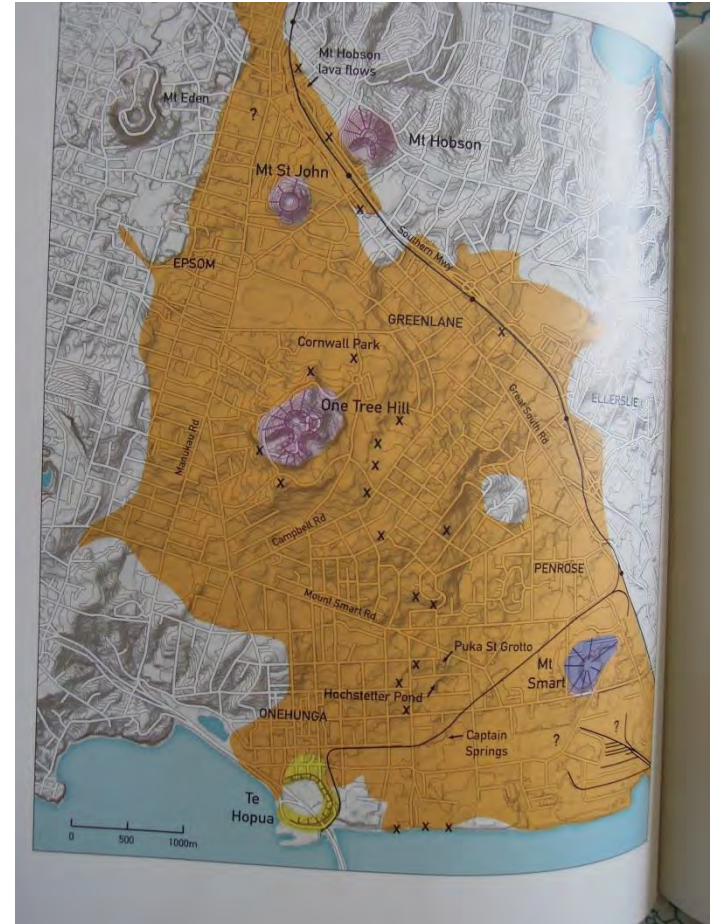 Mt Hobson
lava flows
Mt Eden
?
Mt Hobson
Mt St John
Southern Mwy
EPSOM
GREENLANE
Cornwall Park
One Tree Hill
Great South Rd
ELLERSLIE
Manukau Rd
Campbell Rd
PENROSE
Mount Smart Rd
Puka St Grotto
Mt
Smart
Hochstetter Pond
ONEHUNGA
Captain
Springs
?
?
Te
Hopua
0 500 1000m